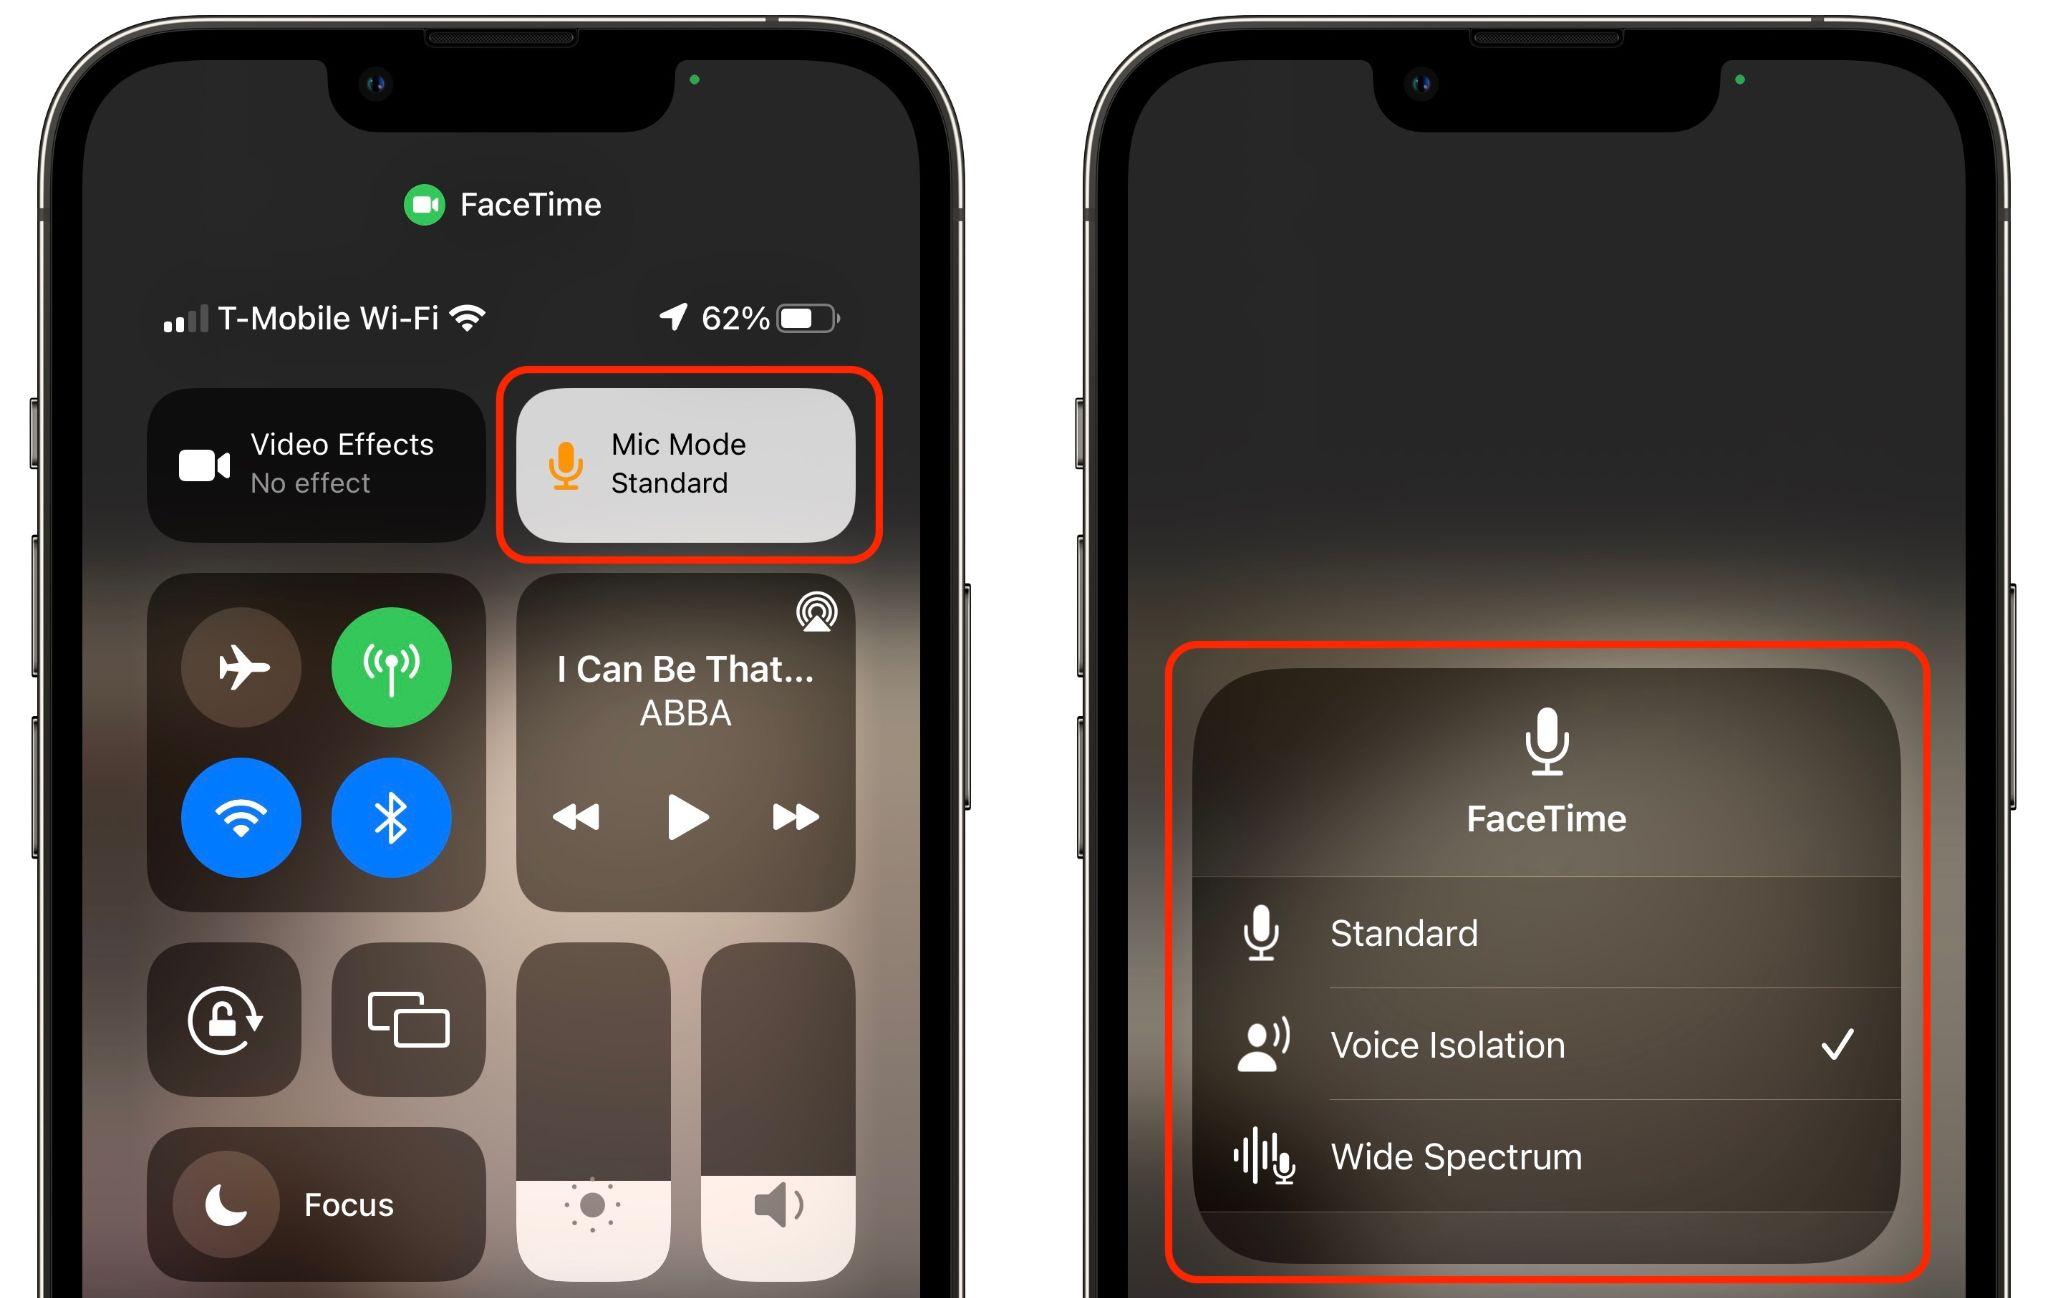 FaceTime
T-Mobile Wi-Fi 62%
Video Effects
No effect
Mic Mode
Standard
I Can Be That...
ABBA
Focus
FaceTime
Standard
Voice Isolation
Wide Spectrum